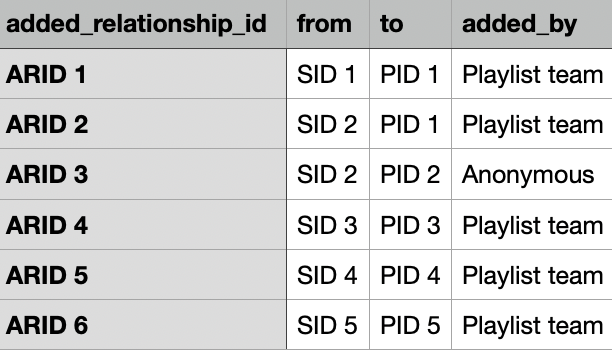 added_relationship_id from to added_by
ARID 1 SID 1 PID 1 Playlist team
ARID 2 SID 2 PID 1 Playlist team
ARID 3 SID 2 PID 2 Anonymous
ARID 4 SID 3 PID 3 Playlist team
ARID 5 SID 4 PID 4 Playlist team
ARID 6 SID 5 PID 5 Playlist team